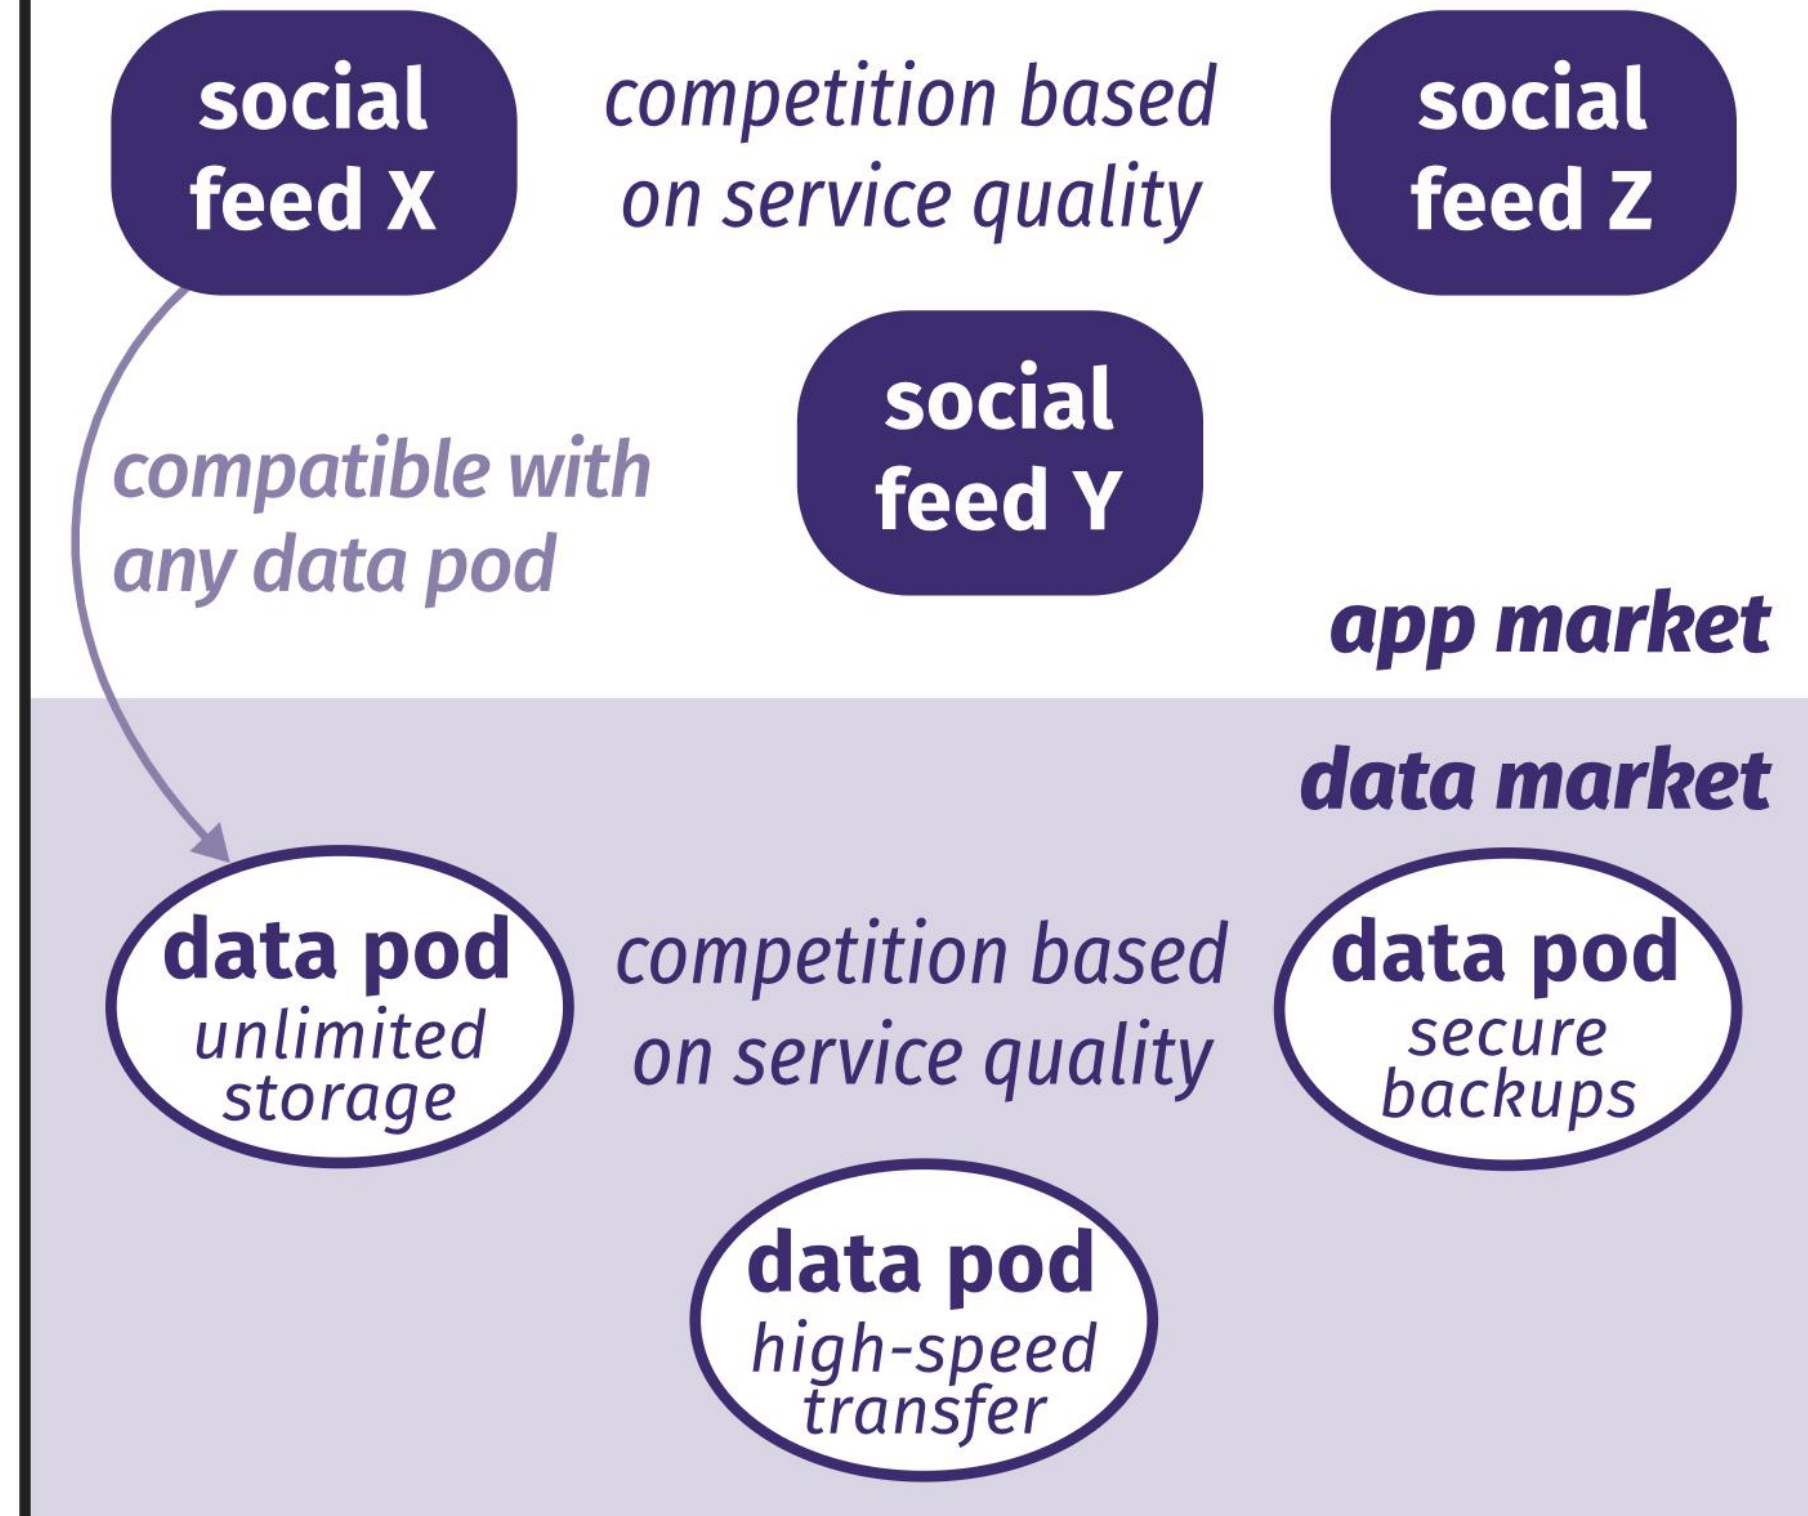 social
feed X
competition based
on service quality
social
feed Z
social
feed Y
compatible with
any data pod
app market
data market
data pod
unlimited
storage
competition based
on service quality
data pod
secure
backups
data pod
high-speed
transfer